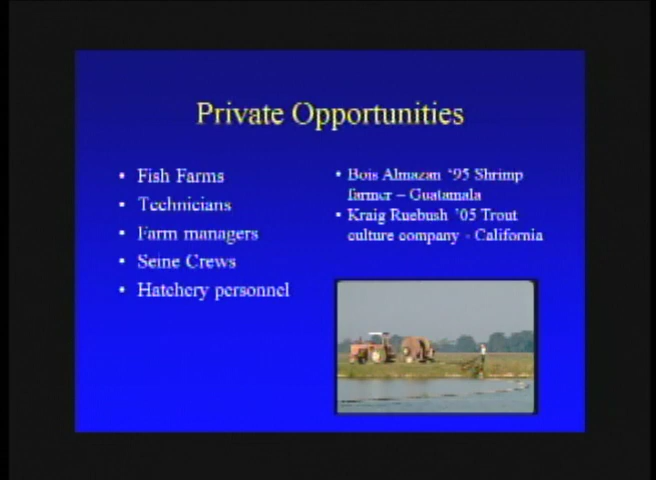 Private Opportunities
• Fish Farms
• Technicians
• Farm managers
• Seine Crews
• Hatchery personnel
• Bois Almazan '95 Shrimp
farmer – Guatamala
• Kraig Ruebush '05 Trout
culture company - California